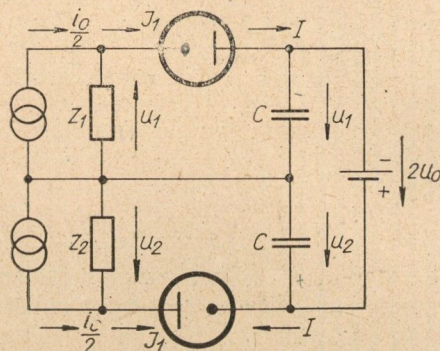 i₀/2 J₁ I
Z₁ u₁ C u₁
− 2u₀
+
Z₂ u₂ C u₂
i₀/2 J₁ I